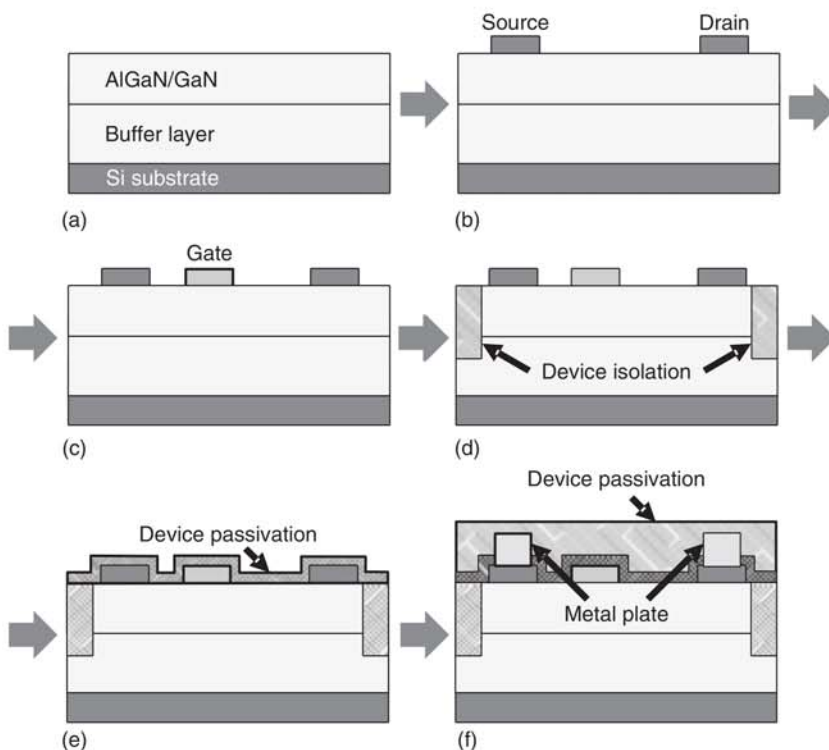 Source
Drain
AlGaN/GaN
Buffer layer
Si substrate
(a)
(b)
Gate
Device isolation
(c)
(d)
Device passivation
Device passivation
Metal plate
(e)
(f)